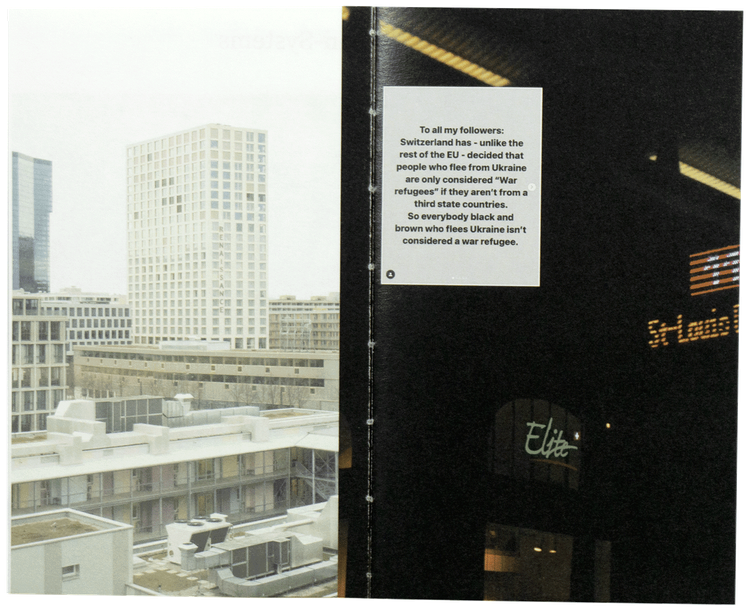 RENAISSANCE
To all my followers:
Switzerland has - unlike the
rest of the EU - decided that
people who flee from Ukraine
are only considered “War
refugees” if they aren’t from a
third state countries.
So everybody black and
brown who flees Ukraine isn’t
considered a war refugee.
11
St-Louis
Elite